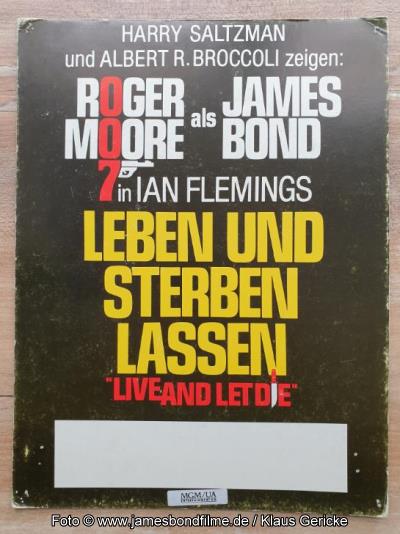 HARRY SALTZMAN
und ALBERT R. BROCCOLI zeigen:
ROGER MOORE als JAMES BOND
007
in IAN FLEMINGS
LEBEN UND
STERBEN
LASSEN
"LIVE AND LET DIE"
MGM/UA
Foto © www.jamesbondfilme.de / Klaus Gericke